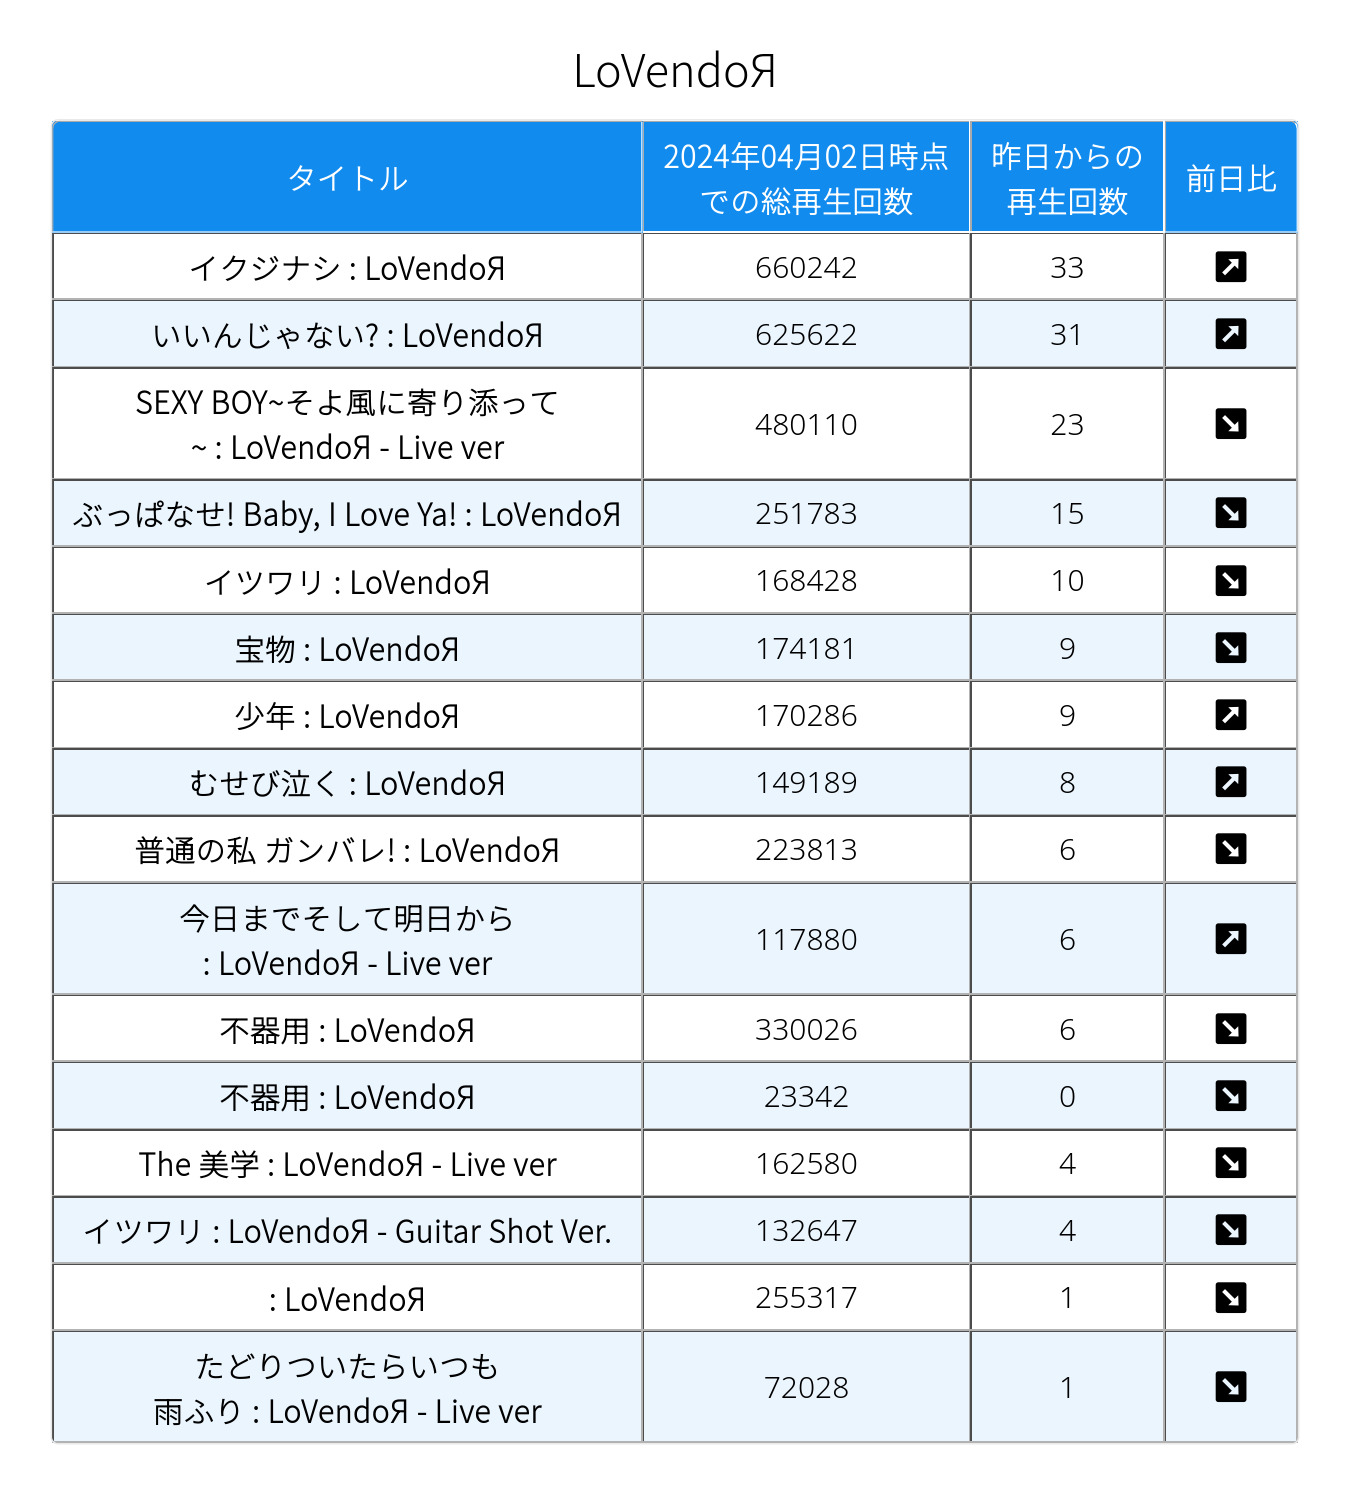 LoVendoЯ
タイトル
2024年04月02日時点
での総再生回数
昨日からの
再生回数
前日比
イクジナシ : LoVendoЯ 660242 33
いいんじゃない? : LoVendoЯ 625622 31
SEXY BOY~そよ風に寄り添って
~ : LoVendoЯ - Live ver 480110 23
ぶっぱなせ! Baby, I Love Ya! : LoVendoЯ 251783 15
イツワリ : LoVendoЯ 168428 10
宝物 : LoVendoЯ 174181 9
少年 : LoVendoЯ 170286 9
むせび泣く : LoVendoЯ 149189 8
普通の私 ガンバレ! : LoVendoЯ 223813 6
今日までそして明日から
: LoVendoЯ - Live ver 117880 6
不器用 : LoVendoЯ 330026 6
不器用 : LoVendoЯ 23342 0
The 美学 : LoVendoЯ - Live ver 162580 4
イツワリ : LoVendoЯ - Guitar Shot Ver. 132647 4
: LoVendoЯ 255317 1
たどりついたらいつも
雨ふり : LoVendoЯ - Live ver 72028 1